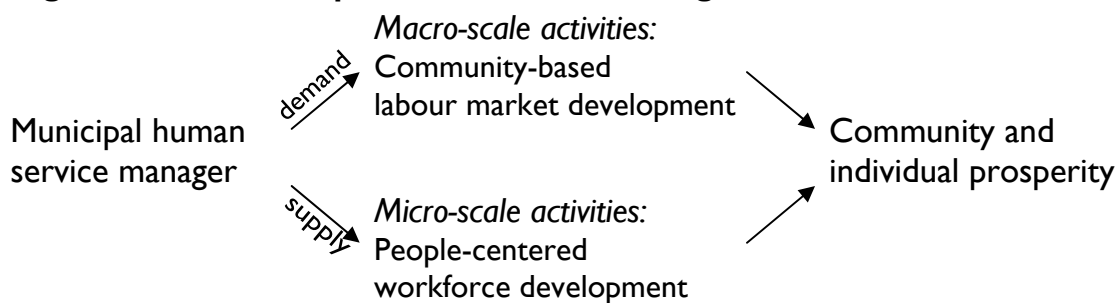 Macro-scale activities:
Community-based
labour market development
demand
Municipal human
service manager
Community and
individual prosperity
supply
Micro-scale activities:
People-centered
workforce development